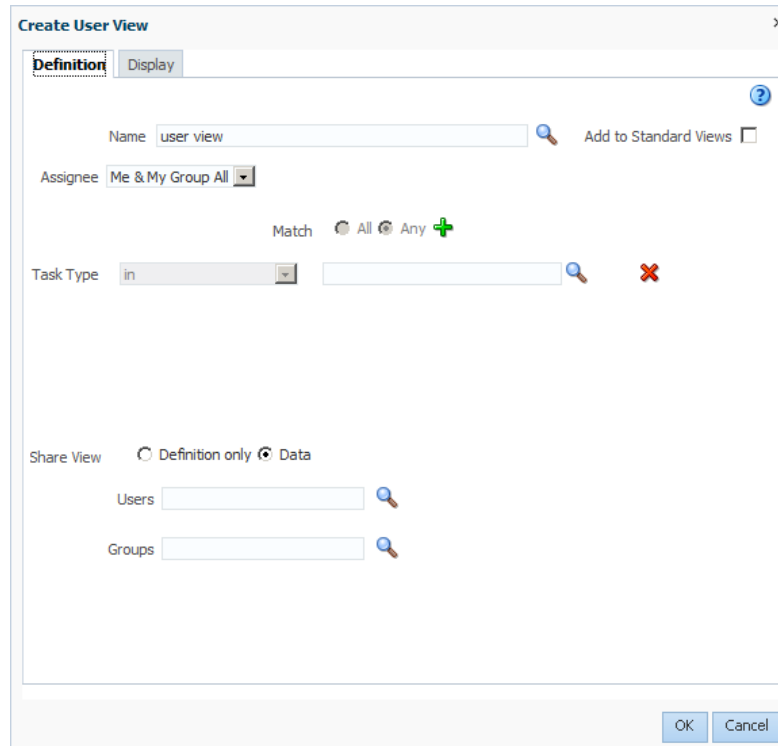 Create User View
Definition Display
?
Name user view Add to Standard Views
Assignee Me & My Group All
Match All Any
Task Type in
Share View Definition only Data
Users
Groups
OK Cancel